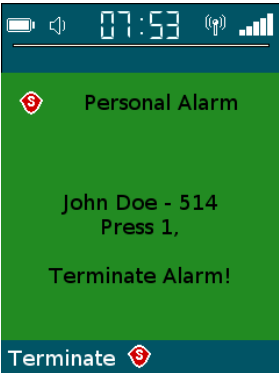 07:53
S Personal Alarm
John Doe - 514
Press 1,
Terminate Alarm!
Terminate S